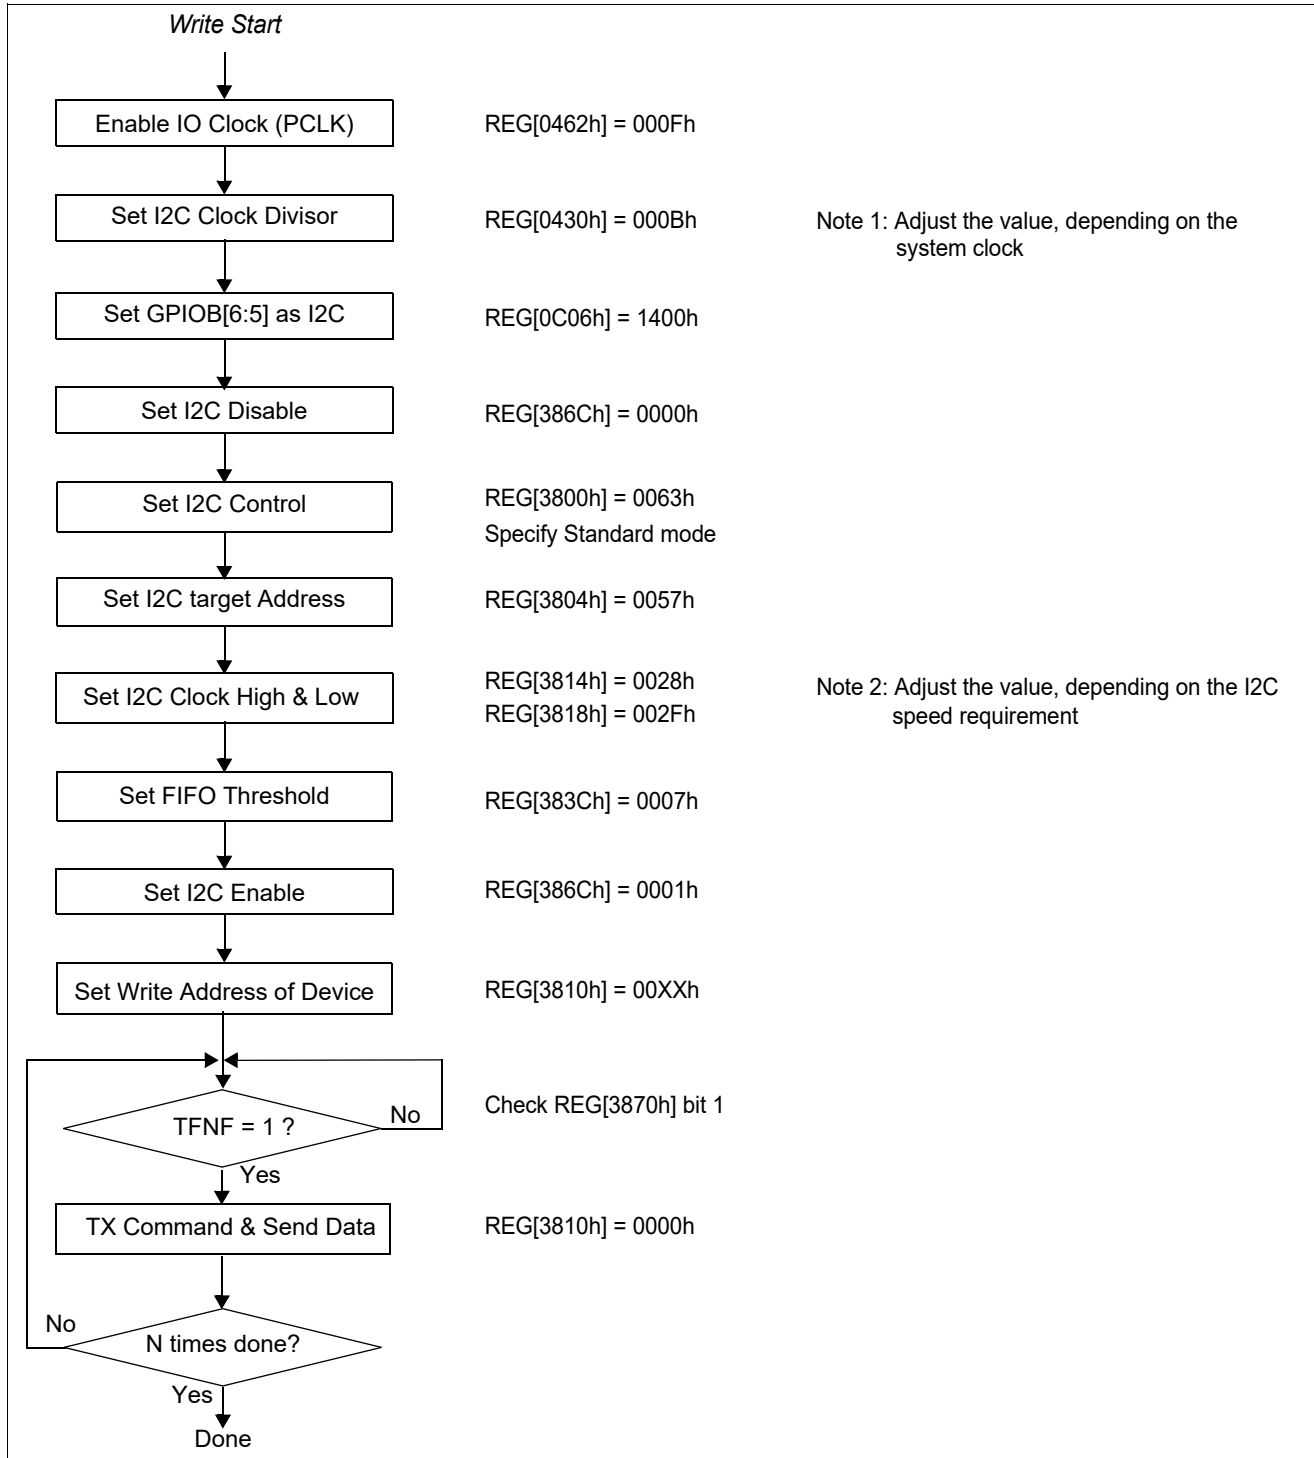 Write Start
Enable IO Clock (PCLK)
REG[0462h] = 000Fh
Set I2C Clock Divisor
REG[0430h] = 000Bh
Note 1: Adjust the value, depending on the
system clock
Set GPIOB[6:5] as I2C
REG[0C06h] = 1400h
Set I2C Disable
REG[386Ch] = 0000h
Set I2C Control
REG[3800h] = 0063h
Specify Standard mode
Set I2C target Address
REG[3804h] = 0057h
Set I2C Clock High & Low
REG[3814h] = 0028h
REG[3818h] = 002Fh
Note 2: Adjust the value, depending on the I2C
speed requirement
Set FIFO Threshold
REG[383Ch] = 0007h
Set I2C Enable
REG[386Ch] = 0001h
Set Write Address of Device
REG[3810h] = 00XXh
TFNF = 1 ?
No
Check REG[3870h] bit 1
Yes
TX Command & Send Data
REG[3810h] = 0000h
No
N times done?
Yes
Done